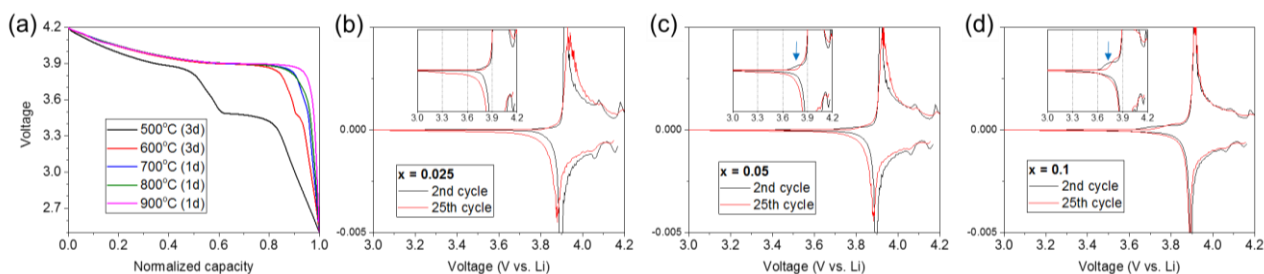 (a)
4.2
3.9
3.6
3.3
3.0
2.7
Voltage
500°C (3d)
600°C (3d)
700°C (1d)
800°C (1d)
900°C (1d)
0.0 0.2 0.4 0.6 0.8 1.0
Normalized capacity
(b)
0.000
-0.005
3.0 3.3 3.6 3.9 4.2
x = 0.025
2nd cycle
25th cycle
3.0 3.2 3.4 3.6 3.8 4.0 4.2
Voltage (V vs. Li)
(c)
0.000
-0.005
3.0 3.3 3.6 3.9 4.2
x = 0.05
2nd cycle
25th cycle
3.0 3.2 3.4 3.6 3.8 4.0 4.2
Voltage (V vs. Li)
(d)
0.000
-0.005
3.0 3.3 3.6 3.9 4.2
x = 0.1
2nd cycle
25th cycle
3.0 3.2 3.4 3.6 3.8 4.0 4.2
Voltage (V vs. Li)